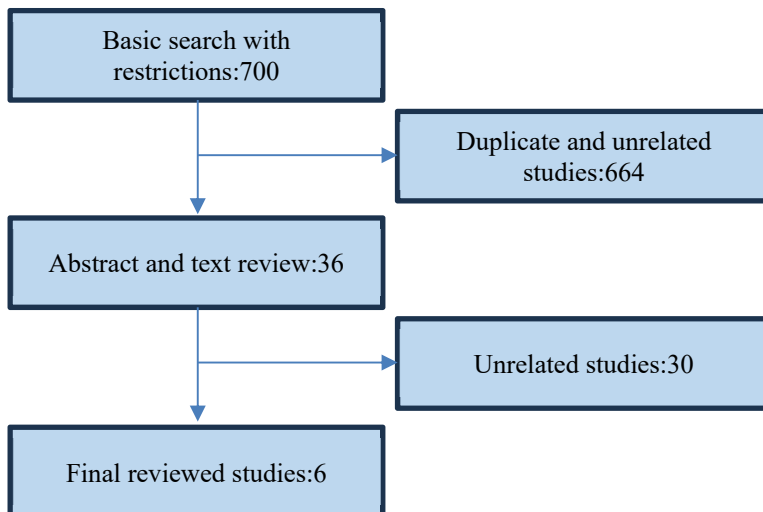 Basic search with
restrictions:700
Duplicate and unrelated
studies:664
Abstract and text review:36
Unrelated studies:30
Final reviewed studies:6